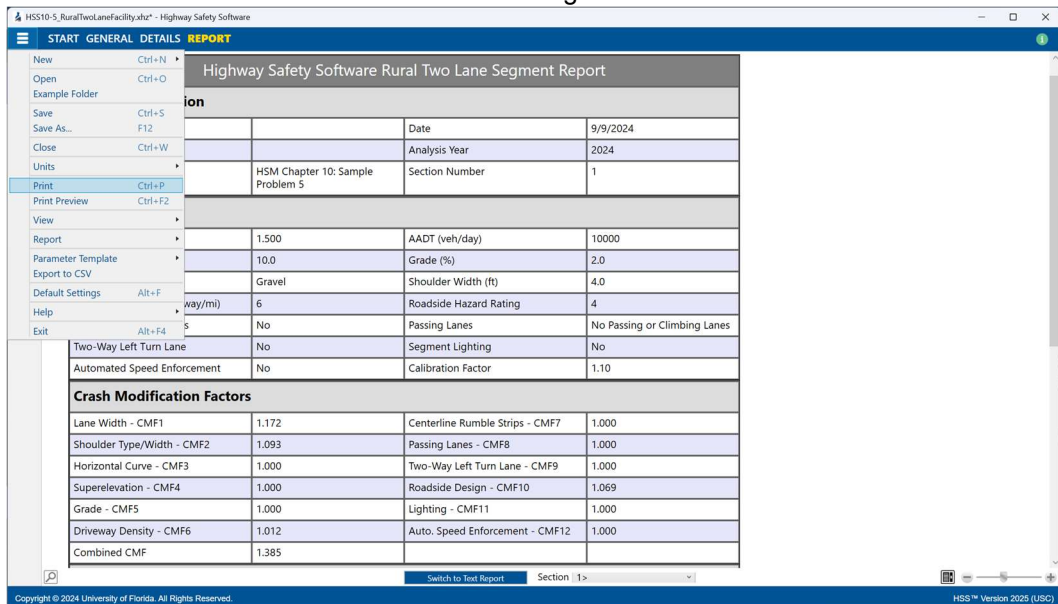 HSS10-5_RuralTwoLaneFacility.xhz* - Highway Safety Software
START GENERAL DETAILS REPORT
New Ctrl+N
Open Ctrl+O
Example Folder
Save Ctrl+S
Save As... F12
Close Ctrl+W
Units
Print Ctrl+P
Print Preview Ctrl+F2
View
Report
Parameter Template
Export to CSV
Default Settings Alt+F
Help
Exit Alt+F4
Highway Safety Software Rural Two Lane Segment Report
ion
Date 9/9/2024
Analysis Year 2024
HSM Chapter 10: Sample Problem 5 Section Number 1
1.500 AADT (veh/day) 10000
10.0 Grade (%) 2.0
Gravel Shoulder Width (ft) 4.0
way/mi) 6 Roadside Hazard Rating 4
s No Passing Lanes No Passing or Climbing Lanes
Two-Way Left Turn Lane No Segment Lighting No
Automated Speed Enforcement No Calibration Factor 1.10
Crash Modification Factors
Lane Width - CMF1 1.172 Centerline Rumble Strips - CMF7 1.000
Shoulder Type/Width - CMF2 1.093 Passing Lanes - CMF8 1.000
Horizontal Curve - CMF3 1.000 Two-Way Left Turn Lane - CMF9 1.000
Superelevation - CMF4 1.000 Roadside Design - CMF10 1.069
Grade - CMF5 1.000 Lighting - CMF11 1.000
Driveway Density - CMF6 1.012 Auto. Speed Enforcement - CMF12 1.000
Combined CMF 1.385
Switch to Text Report Section 1>
Copyright © 2024 University of Florida. All Rights Reserved. HSS™ Version 2025 (USC)